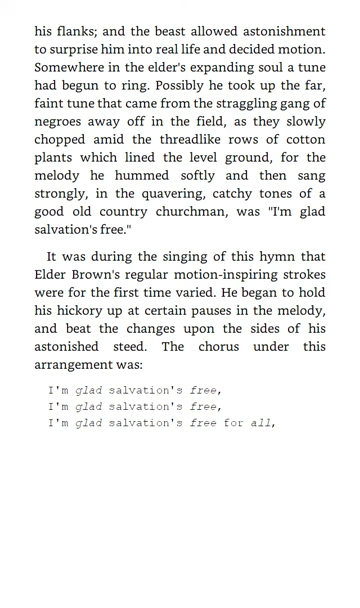 his flanks; and the beast allowed astonishment
to surprise him into real life and decided motion.
Somewhere in the elder's expanding soul a tune
had begun to ring. Possibly he took up the far,
faint tune that came from the straggling gang of
negroes away off in the field, as they slowly
chopped amid the threadlike rows of cotton
plants which lined the level ground, for the
melody he hummed softly and then sang
strongly, in the quavering, catchy tones of a
good old country churchman, was "I'm glad
salvation's free."
It was during the singing of this hymn that
Elder Brown's regular motion-inspiring strokes
were for the first time varied. He began to hold
his hickory up at certain pauses in the melody,
and beat the changes upon the sides of his
astonished steed. The chorus under this
arrangement was:
I'm glad salvation's free,
I'm glad salvation's free,
I'm glad salvation's free for all,